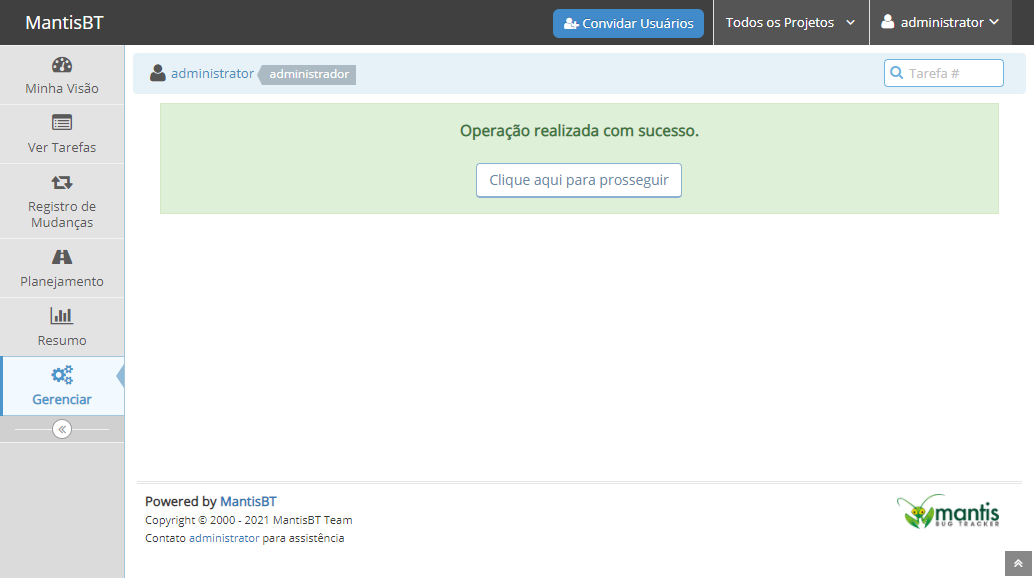 MantisBT
Convidar Usuários
Todos os Projetos
administrator
Minha Visão
Ver Tarefas
Registro de
Mudanças
Planejamento
Resumo
Gerenciar
administrator administrador
Tarefa #
Operação realizada com sucesso.
Clique aqui para prosseguir
Powered by MantisBT
Copyright © 2000 - 2021 MantisBT Team
Contato administrator para assistência
mantis
BUG TRACKER